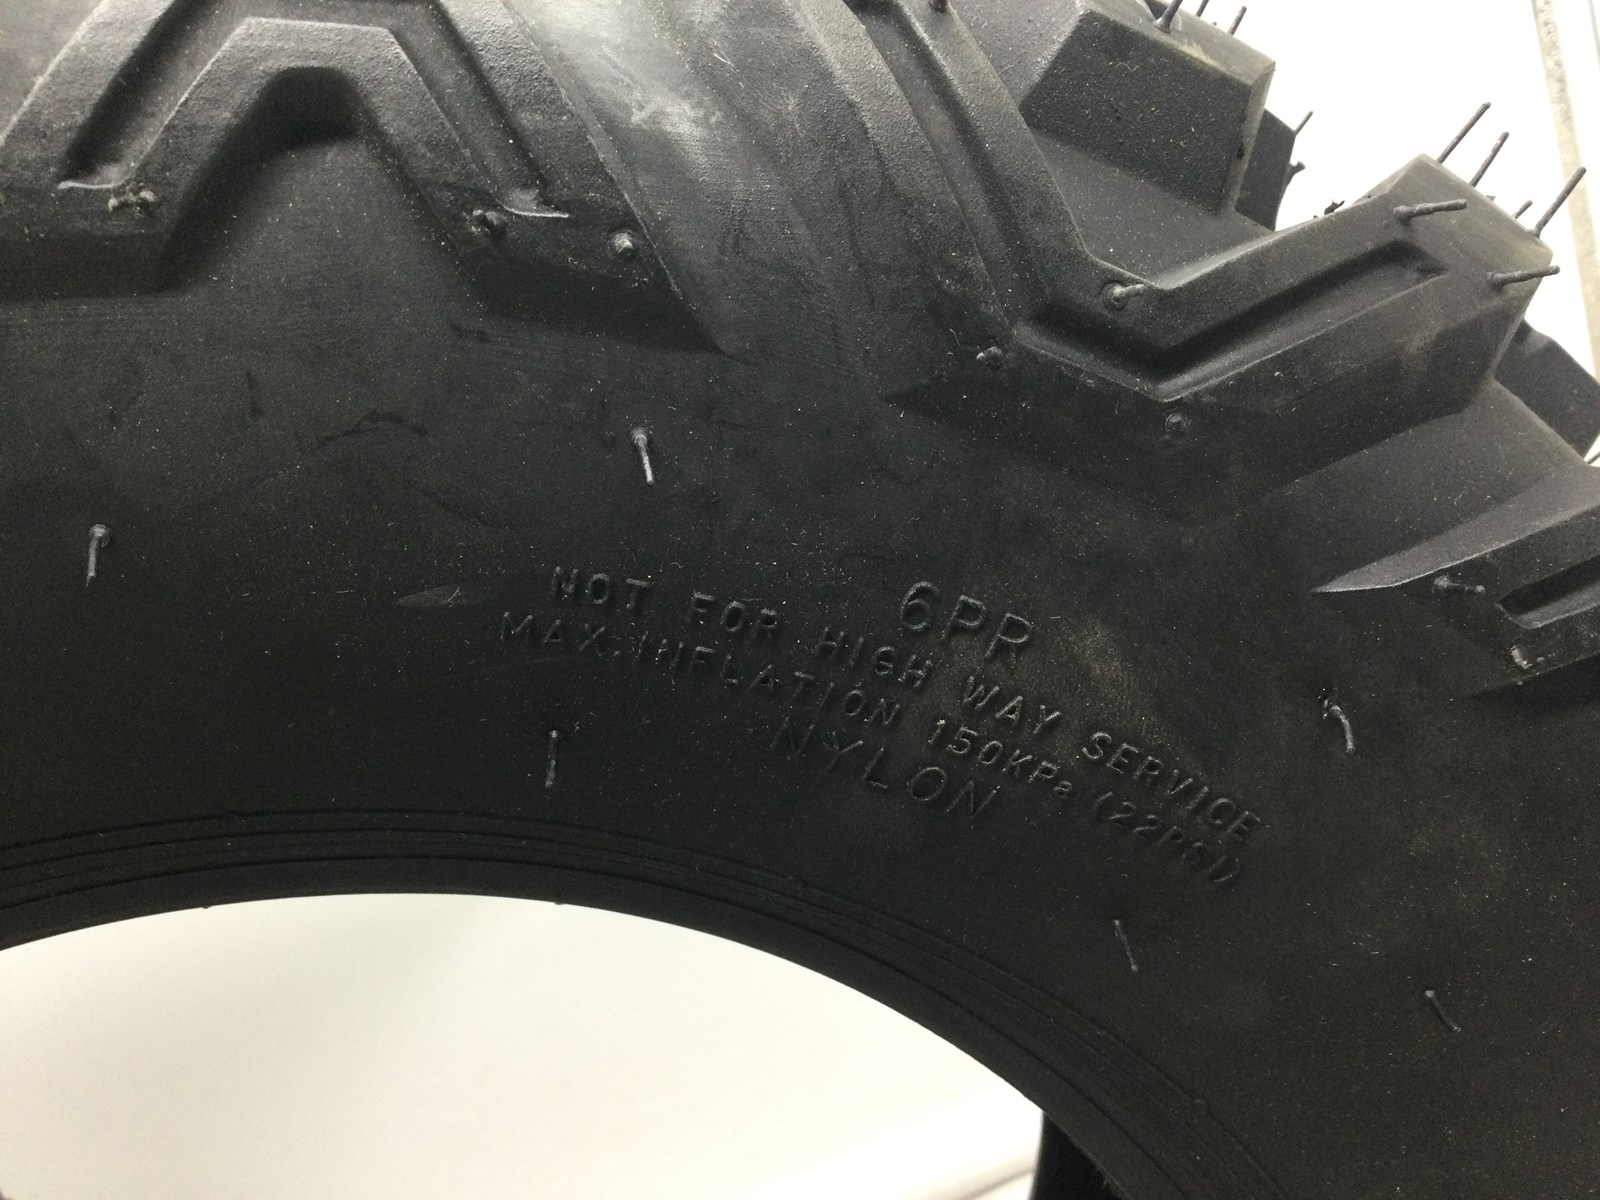 6PR
NOT FOR HIGH WAY SERVICE
MAX.INFLATION 150KPa (22PSI)
NYLON